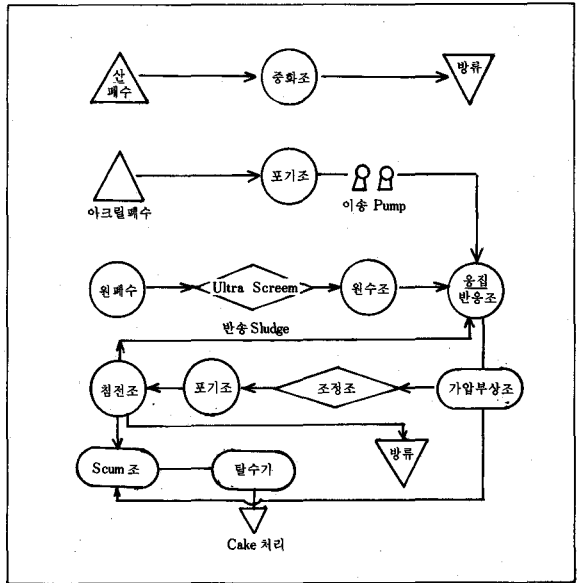 산
폐수
중화조
방류
아크릴폐수
포기조
이송 Pump
원폐수
Ultra Screem
원수조
응집
반응조
반송 Sludge
침전조
포기조
조정조
가압부상조
방류
Scum 조
탈수기
Cake 처리